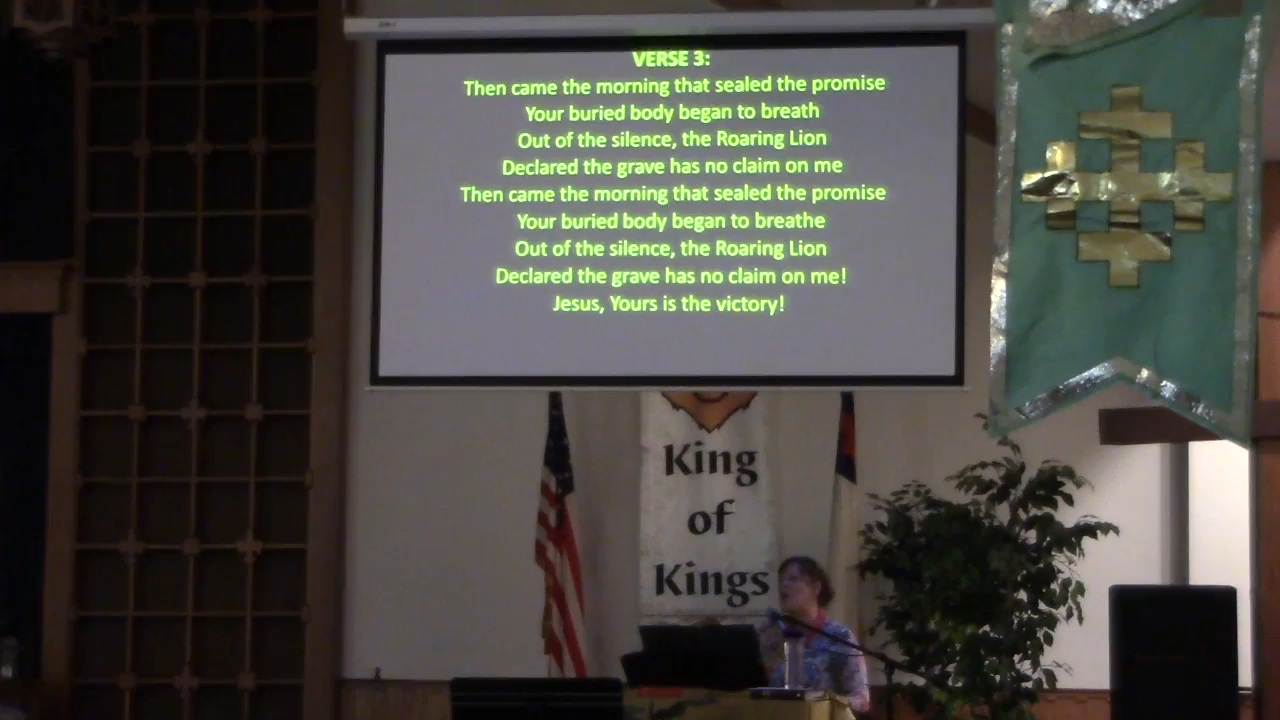 VERSE 3:
Then came the morning that sealed the promise
Your buried body began to breath
Out of the silence, the Roaring Lion
Declared the grave has no claim on me
Then came the morning that sealed the promise
Your buried body began to breathe
Out of the silence, the Roaring Lion
Declared the grave has no claim on me!
Jesus, Yours is the victory!
King
of
Kings